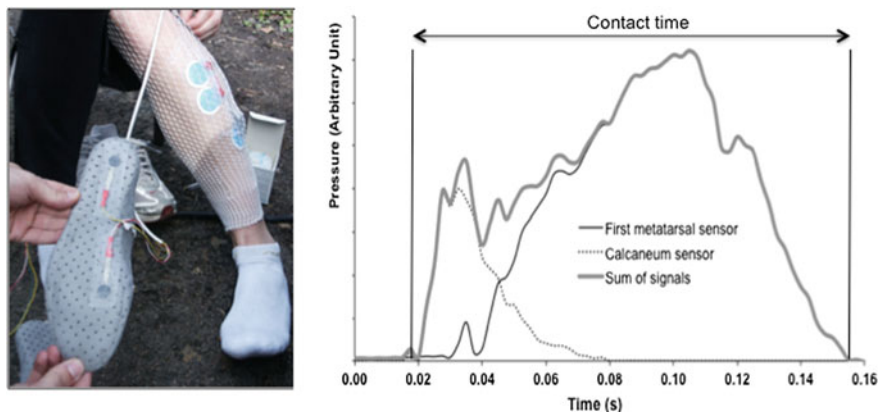 Contact time
Pressure (Arbitrary Unit)
First metatarsal sensor
Calcaneum sensor
Sum of signals
0.00 0.02 0.04 0.06 0.08 0.10 0.12 0.14 0.16
Time (s)